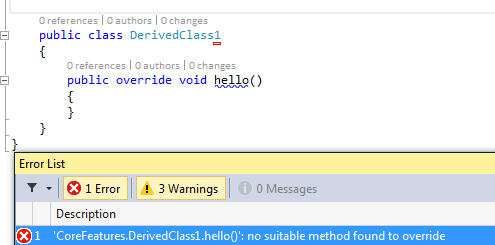 0 references | 0 authors | 0 changes
public class DerivedClass1
{
0 references | 0 authors | 0 changes
public override void hello()
{
}
}
}
Error List
1 Error 3 Warnings 0 Messages
Description
1 'CoreFeatures.DerivedClass1.hello()': no suitable method found to override